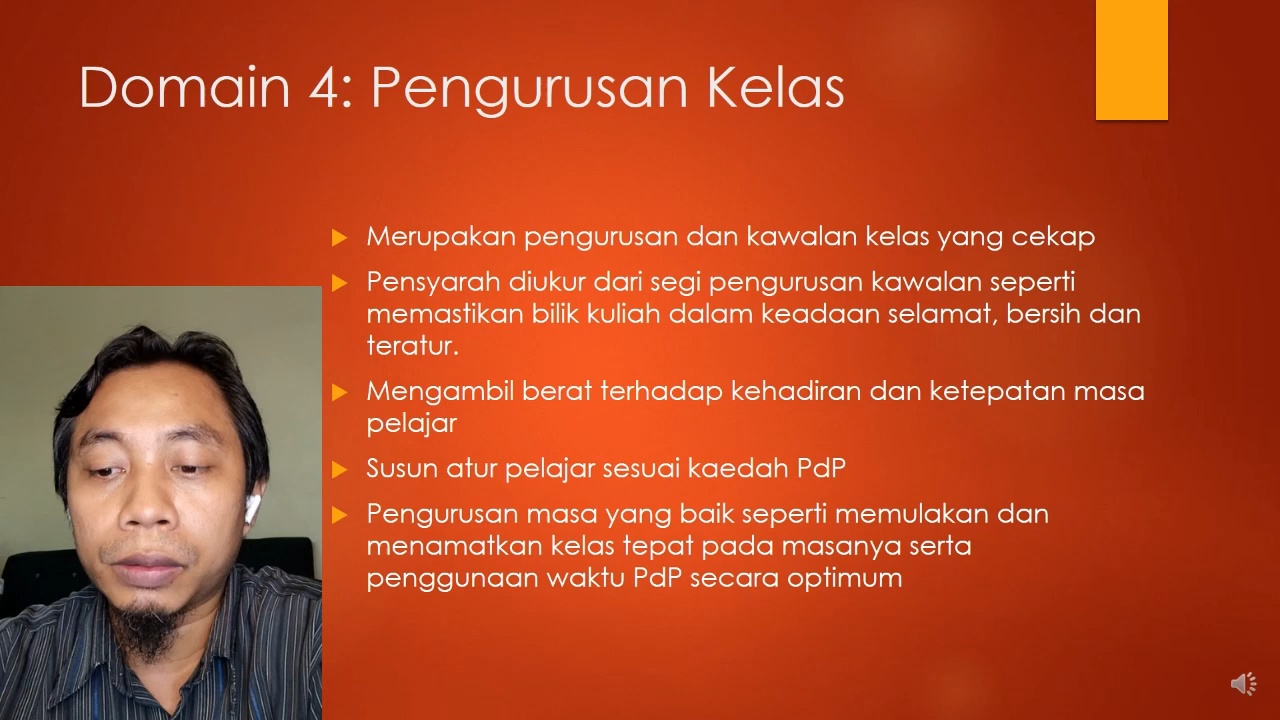 Domain 4: Pengurusan Kelas
Merupakan pengurusan dan kawalan kelas yang cekap
Pensyarah diukur dari segi pengurusan kawalan seperti
memastikan bilik kuliah dalam keadaan selamat, bersih dan
teratur.
Mengambil berat terhadap kehadiran dan ketepatan masa
pelajar
Susun atur pelajar sesuai kaedah PdP
Pengurusan masa yang baik seperti memulakan dan
menamatkan kelas tepat pada masanya serta
penggunaan waktu PdP secara optimum